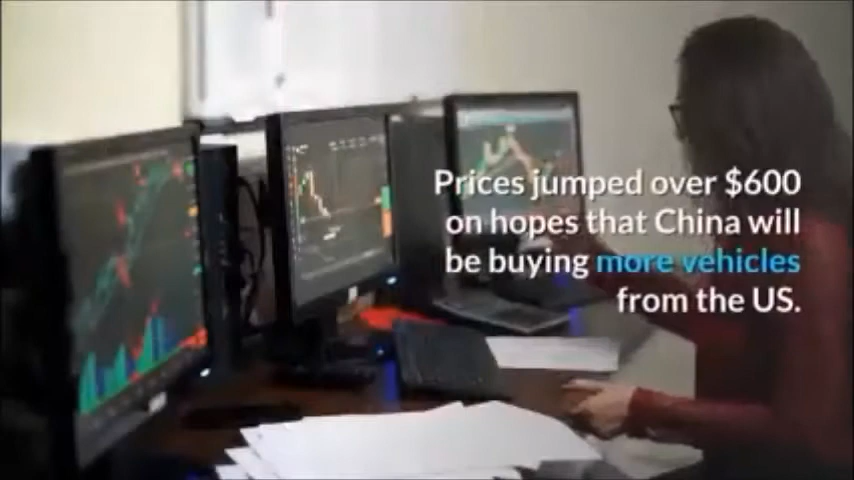 Prices jumped over $600
on hopes that China will
be buying more vehicles
from the US.